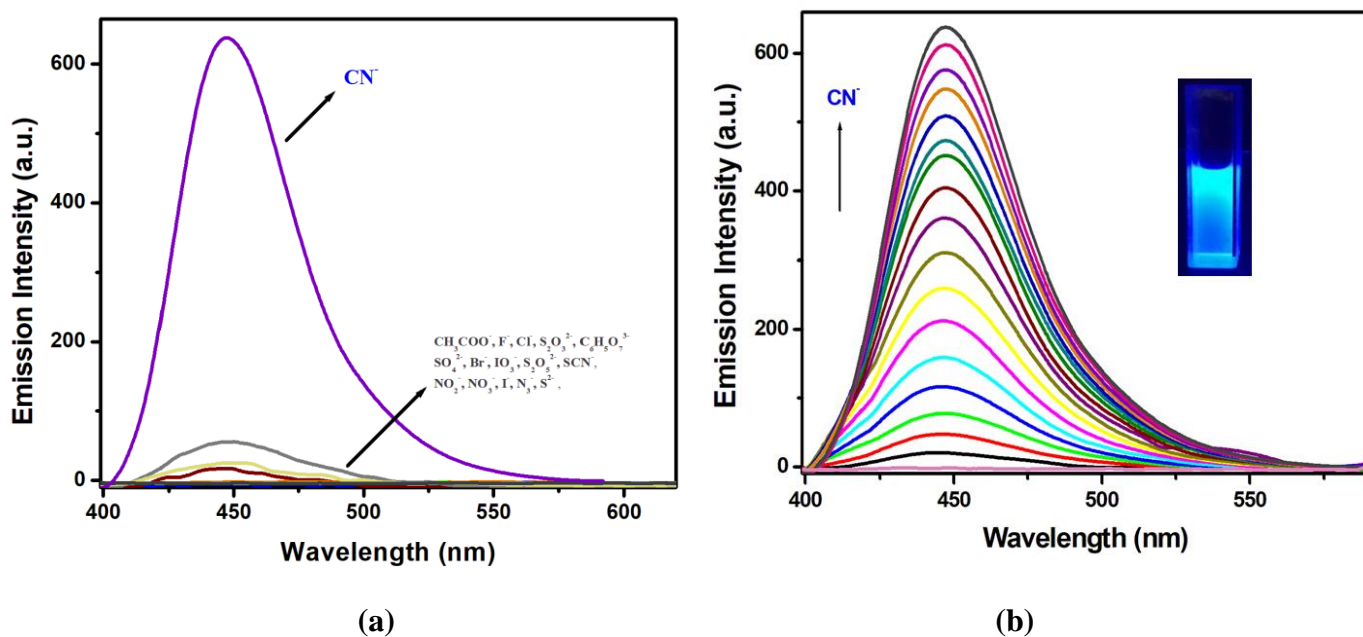 600
400
200
0
400
450
500
550
600
Emission Intensity (a.u.)
Wavelength (nm)
CN⁻
CH₃COO⁻, F⁻, Cl⁻, S₂O₃²⁻, C₆H₅O₇³⁻
SO₄²⁻, Br⁻, IO₃⁻, S₂O₅²⁻, SCN⁻,
NO₂⁻, NO₃⁻, I⁻, N₃⁻, S²⁻,
(a)
600
400
200
0
400
450
500
550
Emission Intensity (a.u.)
Wavelength (nm)
CN⁻
(b)